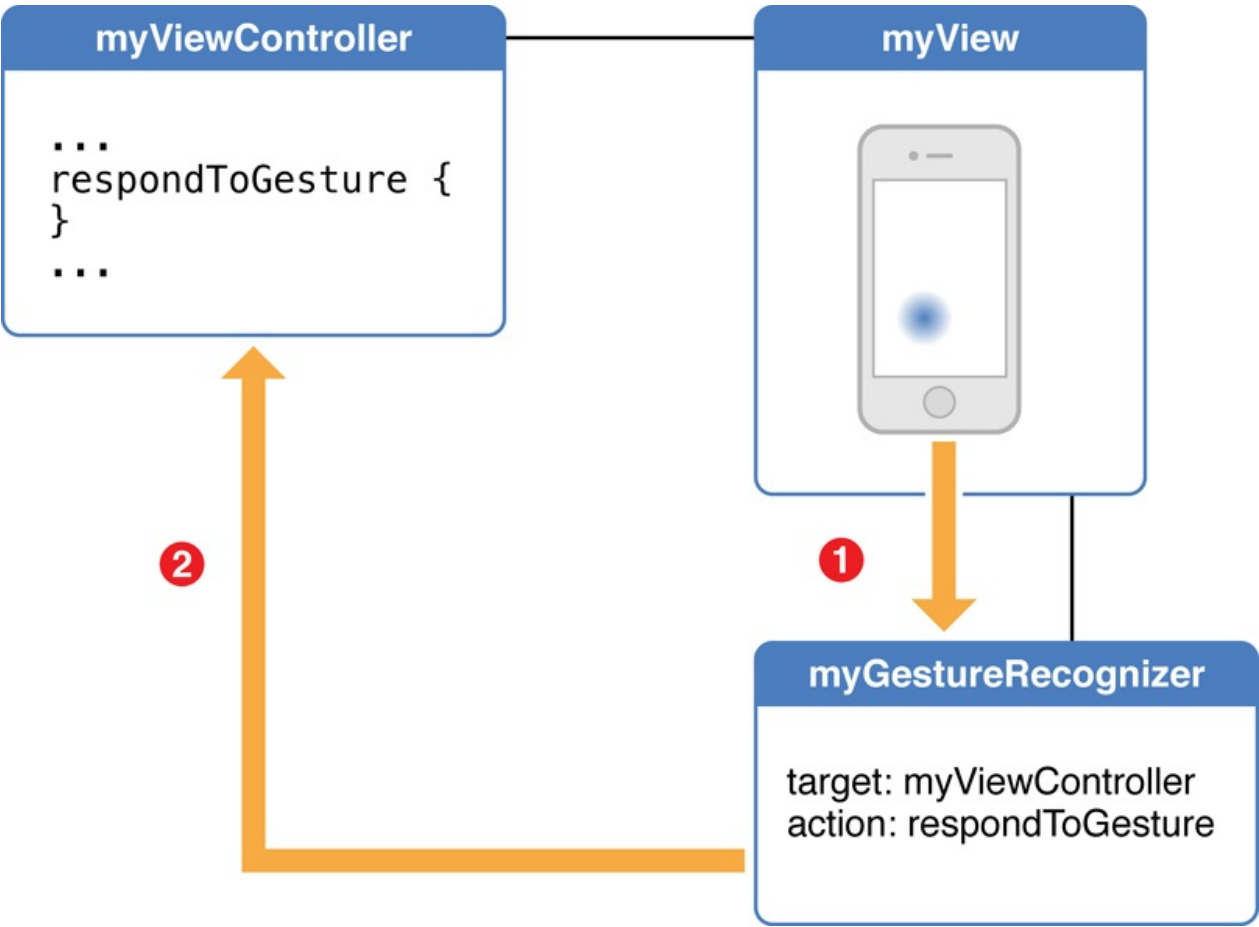 myViewController
...
respondToGesture {
}
...
myView
2
1
myGestureRecognizer
target: myViewController
action: respondToGesture